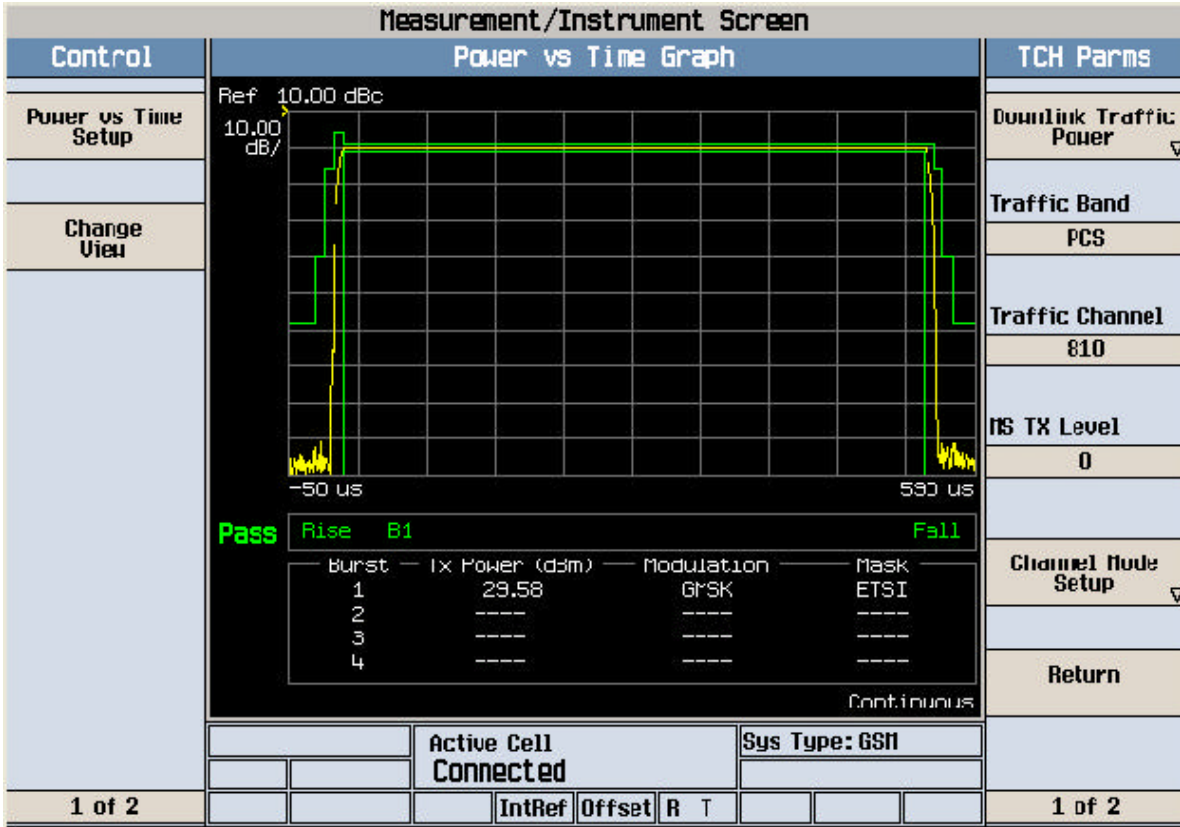 Measurement/Instrument Screen
Control
Power vs Time Graph
TCH Parms
Power vs Time
Setup
Change
View
1 of 2
Ref 10.00 dBc
10.00
dB/
-50 us
590 us
Pass
Rise B1 Fall
Burst Tx Power (dBm) Modulation Mask
1 29.58 GMSK ETSI
2 ---- ---- ----
3 ---- ---- ----
4 ---- ---- ----
Continuous
Active Cell
Connected
Sys Type: GSM
IntRef Offset R T
Downlink Traffic
Power
Traffic Band
PCS
Traffic Channel
810
MS TX Level
0
Channel Mode
Setup
Return
1 of 2